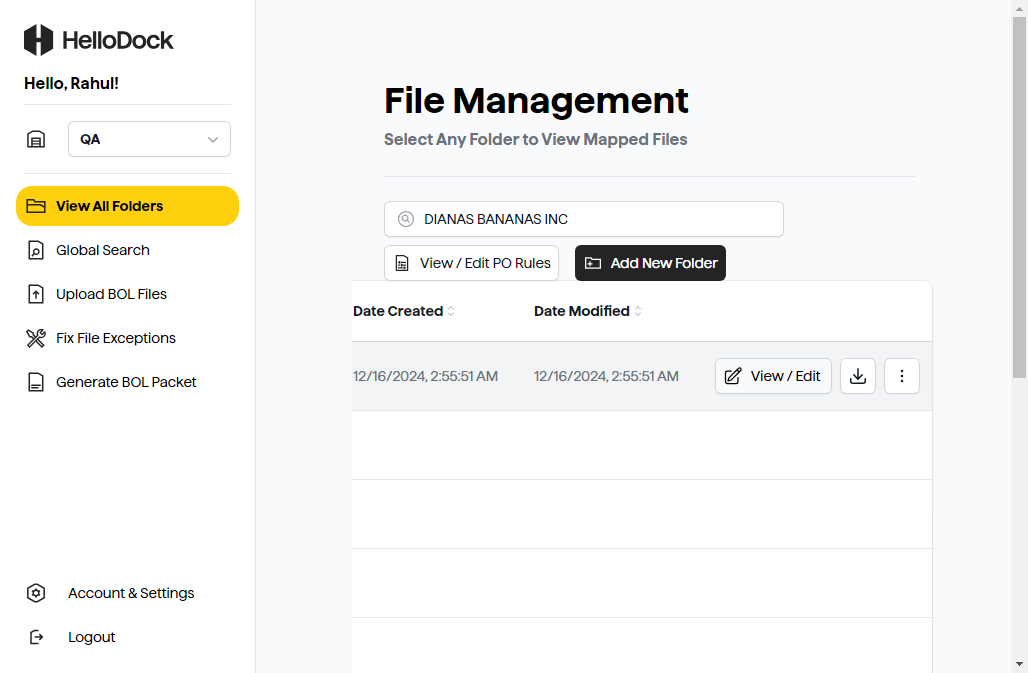 HelloDock
Hello, Rahul!
QA
View All Folders
Global Search
Upload BOL Files
Fix File Exceptions
Generate BOL Packet
Account & Settings
Logout
File Management
Select Any Folder to View Mapped Files
DIANAS BANANAS INC
View / Edit PO Rules
Add New Folder
Date Created Date Modified
12/16/2024, 2:55:51 AM 12/16/2024, 2:55:51 AM View / Edit